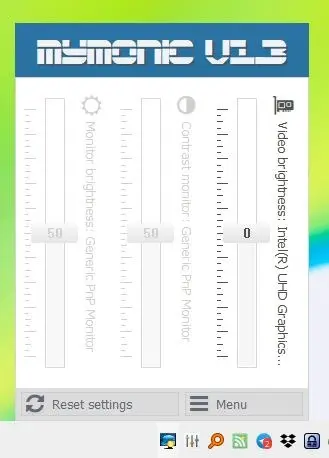 MYMONIC V1.3
50
Monitor brightness: Generic PnP Monitor
50
Contrast monitor: Generic PnP Monitor
0
Video brightness: Intel(R) UHD Graphics...
Reset settings
Menu
2